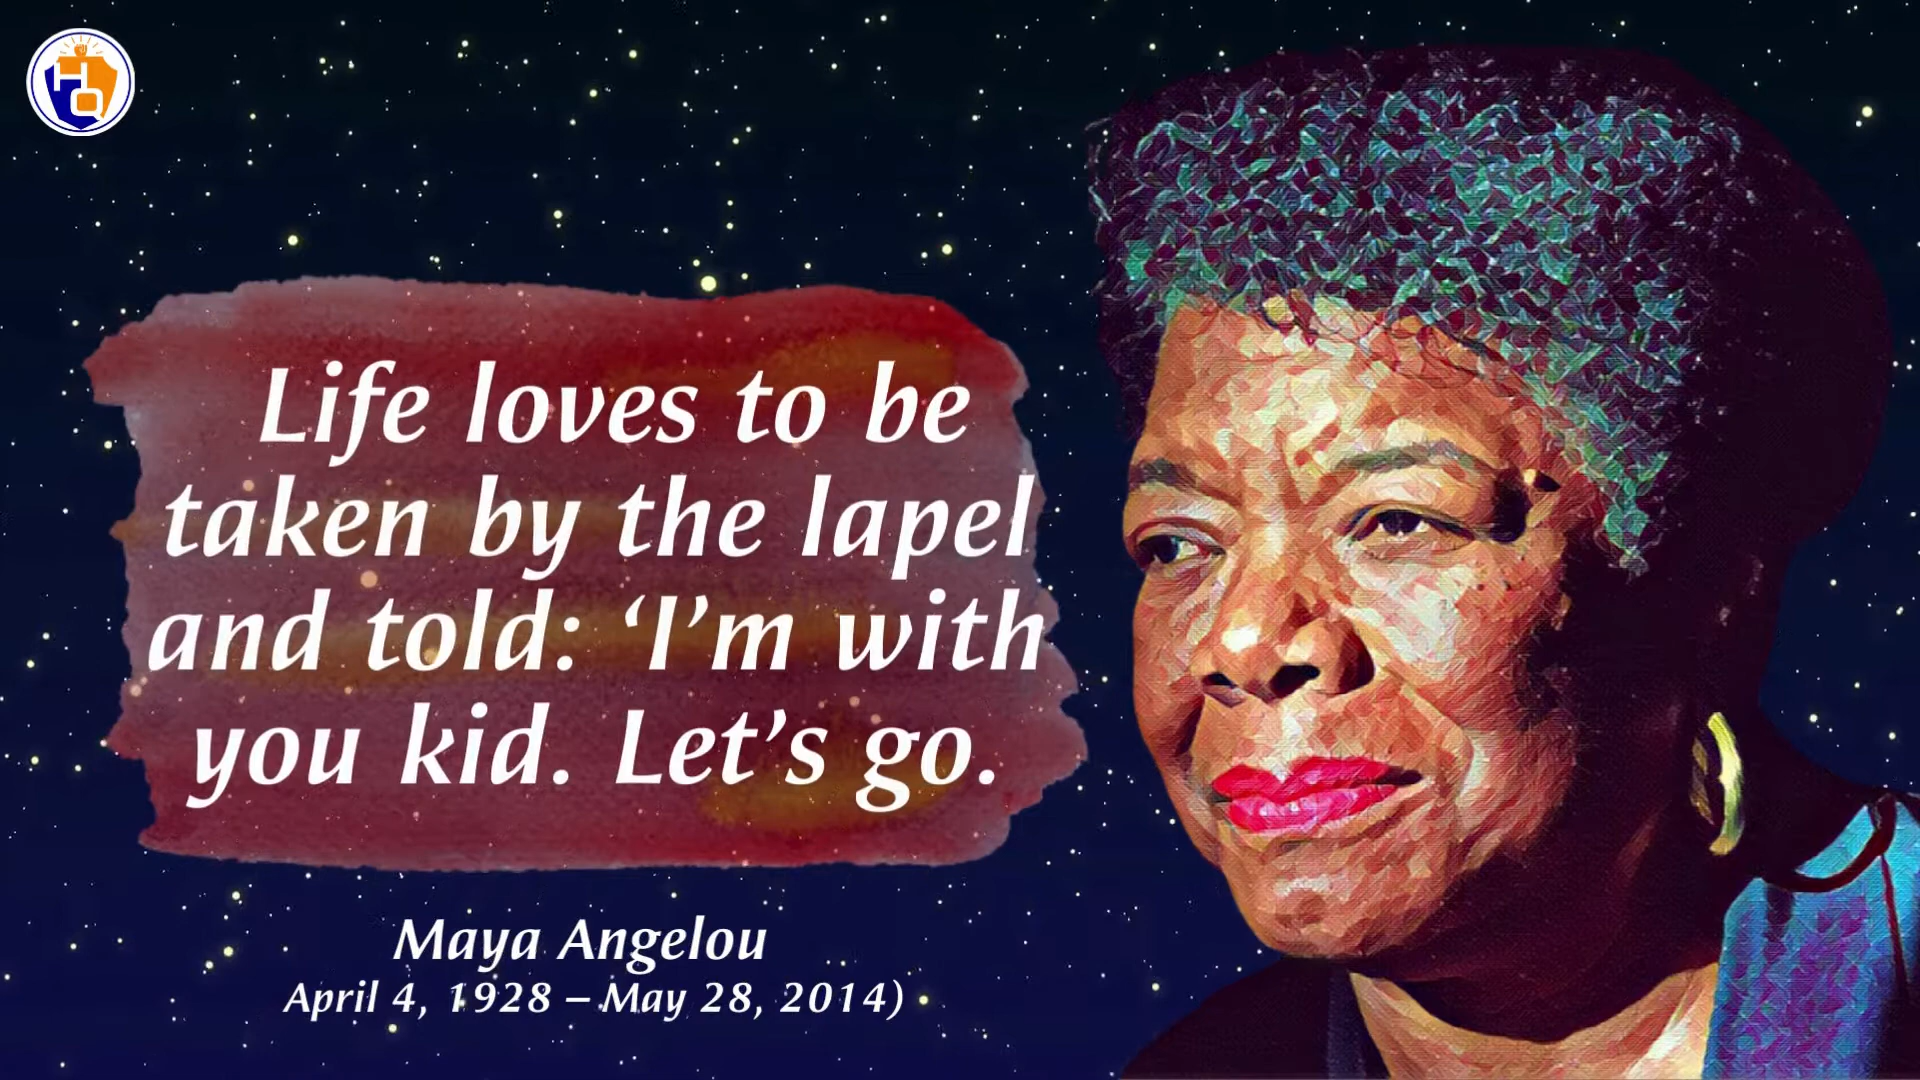 HQ
Life loves to be
taken by the lapel
and told: ‘I’m with
you kid. Let’s go.
Maya Angelou
April 4, 1928 – May 28, 2014)